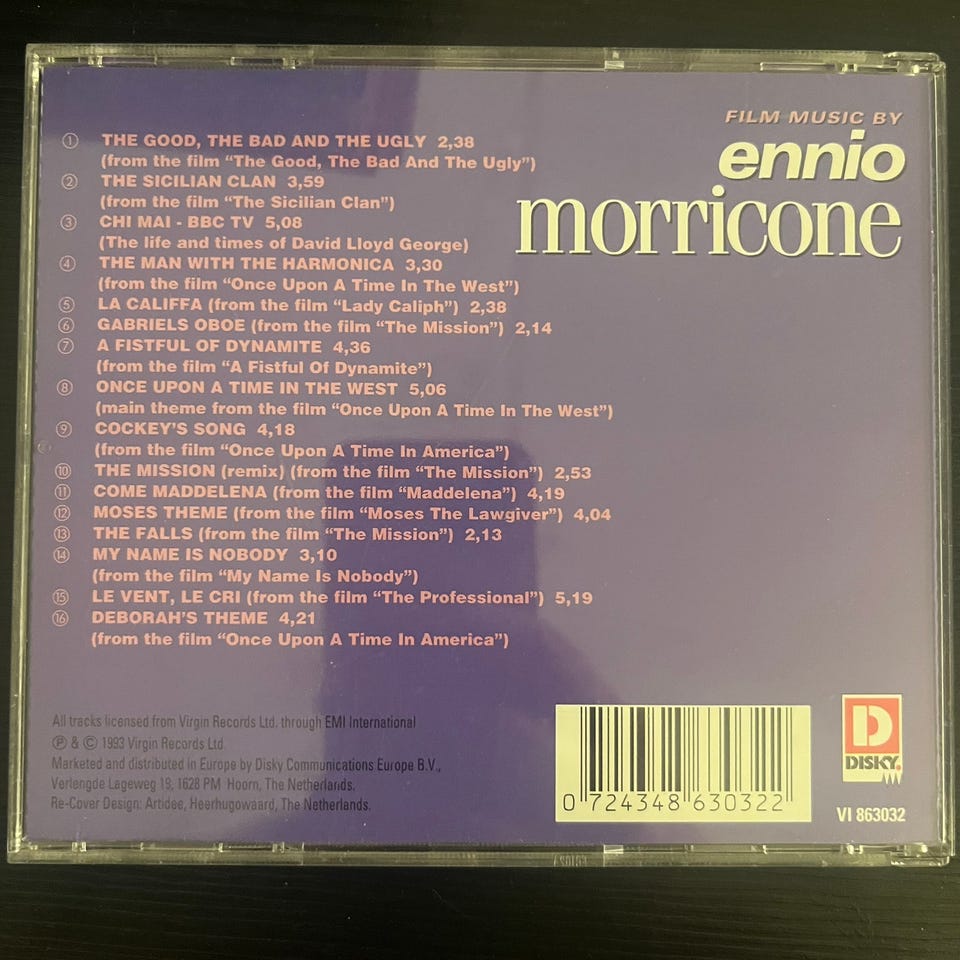 FILM MUSIC BY
ennio
morricone
① THE GOOD, THE BAD AND THE UGLY 2,38
(from the film “The Good, The Bad And The Ugly”)
② THE SICILIAN CLAN 3,59
(from the film “The Sicilian Clan”)
③ CHI MAI - BBC TV 5,08
(The life and times of David Lloyd George)
④ THE MAN WITH THE HARMONICA 3,30
(from the film “Once Upon A Time In The West”)
⑤ LA CALIFFA (from the film “Lady Caliph”) 2,38
⑥ GABRIELS OBOE (from the film “The Mission”) 2,14
⑦ A FISTFUL OF DYNAMITE 4,36
(from the film “A Fistful Of Dynamite”)
⑧ ONCE UPON A TIME IN THE WEST 5,06
(main theme from the film “Once Upon A Time In The West”)
⑨ COCKEY’S SONG 4,18
(from the film “Once Upon A Time In America”)
⑩ THE MISSION (remix) (from the film “The Mission”) 2,53
⑪ COME MADDELENA (from the film “Maddelena”) 4,19
⑫ MOSES THEME (from the film “Moses The Lawgiver”) 4,04
⑬ THE FALLS (from the film “The Mission”) 2,13
⑭ MY NAME IS NOBODY 3,10
(from the film “My Name Is Nobody”)
⑮ LE VENT, LE CRI (from the film “The Professional”) 5,19
⑯ DEBORAH’S THEME 4,21
(from the film “Once Upon A Time In America”)
All tracks licensed from Virgin Records Ltd. through EMI International
℗ & © 1993 Virgin Records Ltd.
Marketed and distributed in Europe by Disky Communications Europe B.V.,
Verlengde Lageweg 19, 1628 PM Hoorn, The Netherlands.
Re-Cover Design: Artidee, Heerhugowaard, The Netherlands.
0 724348 630322
D
DISKY.
VI 863032